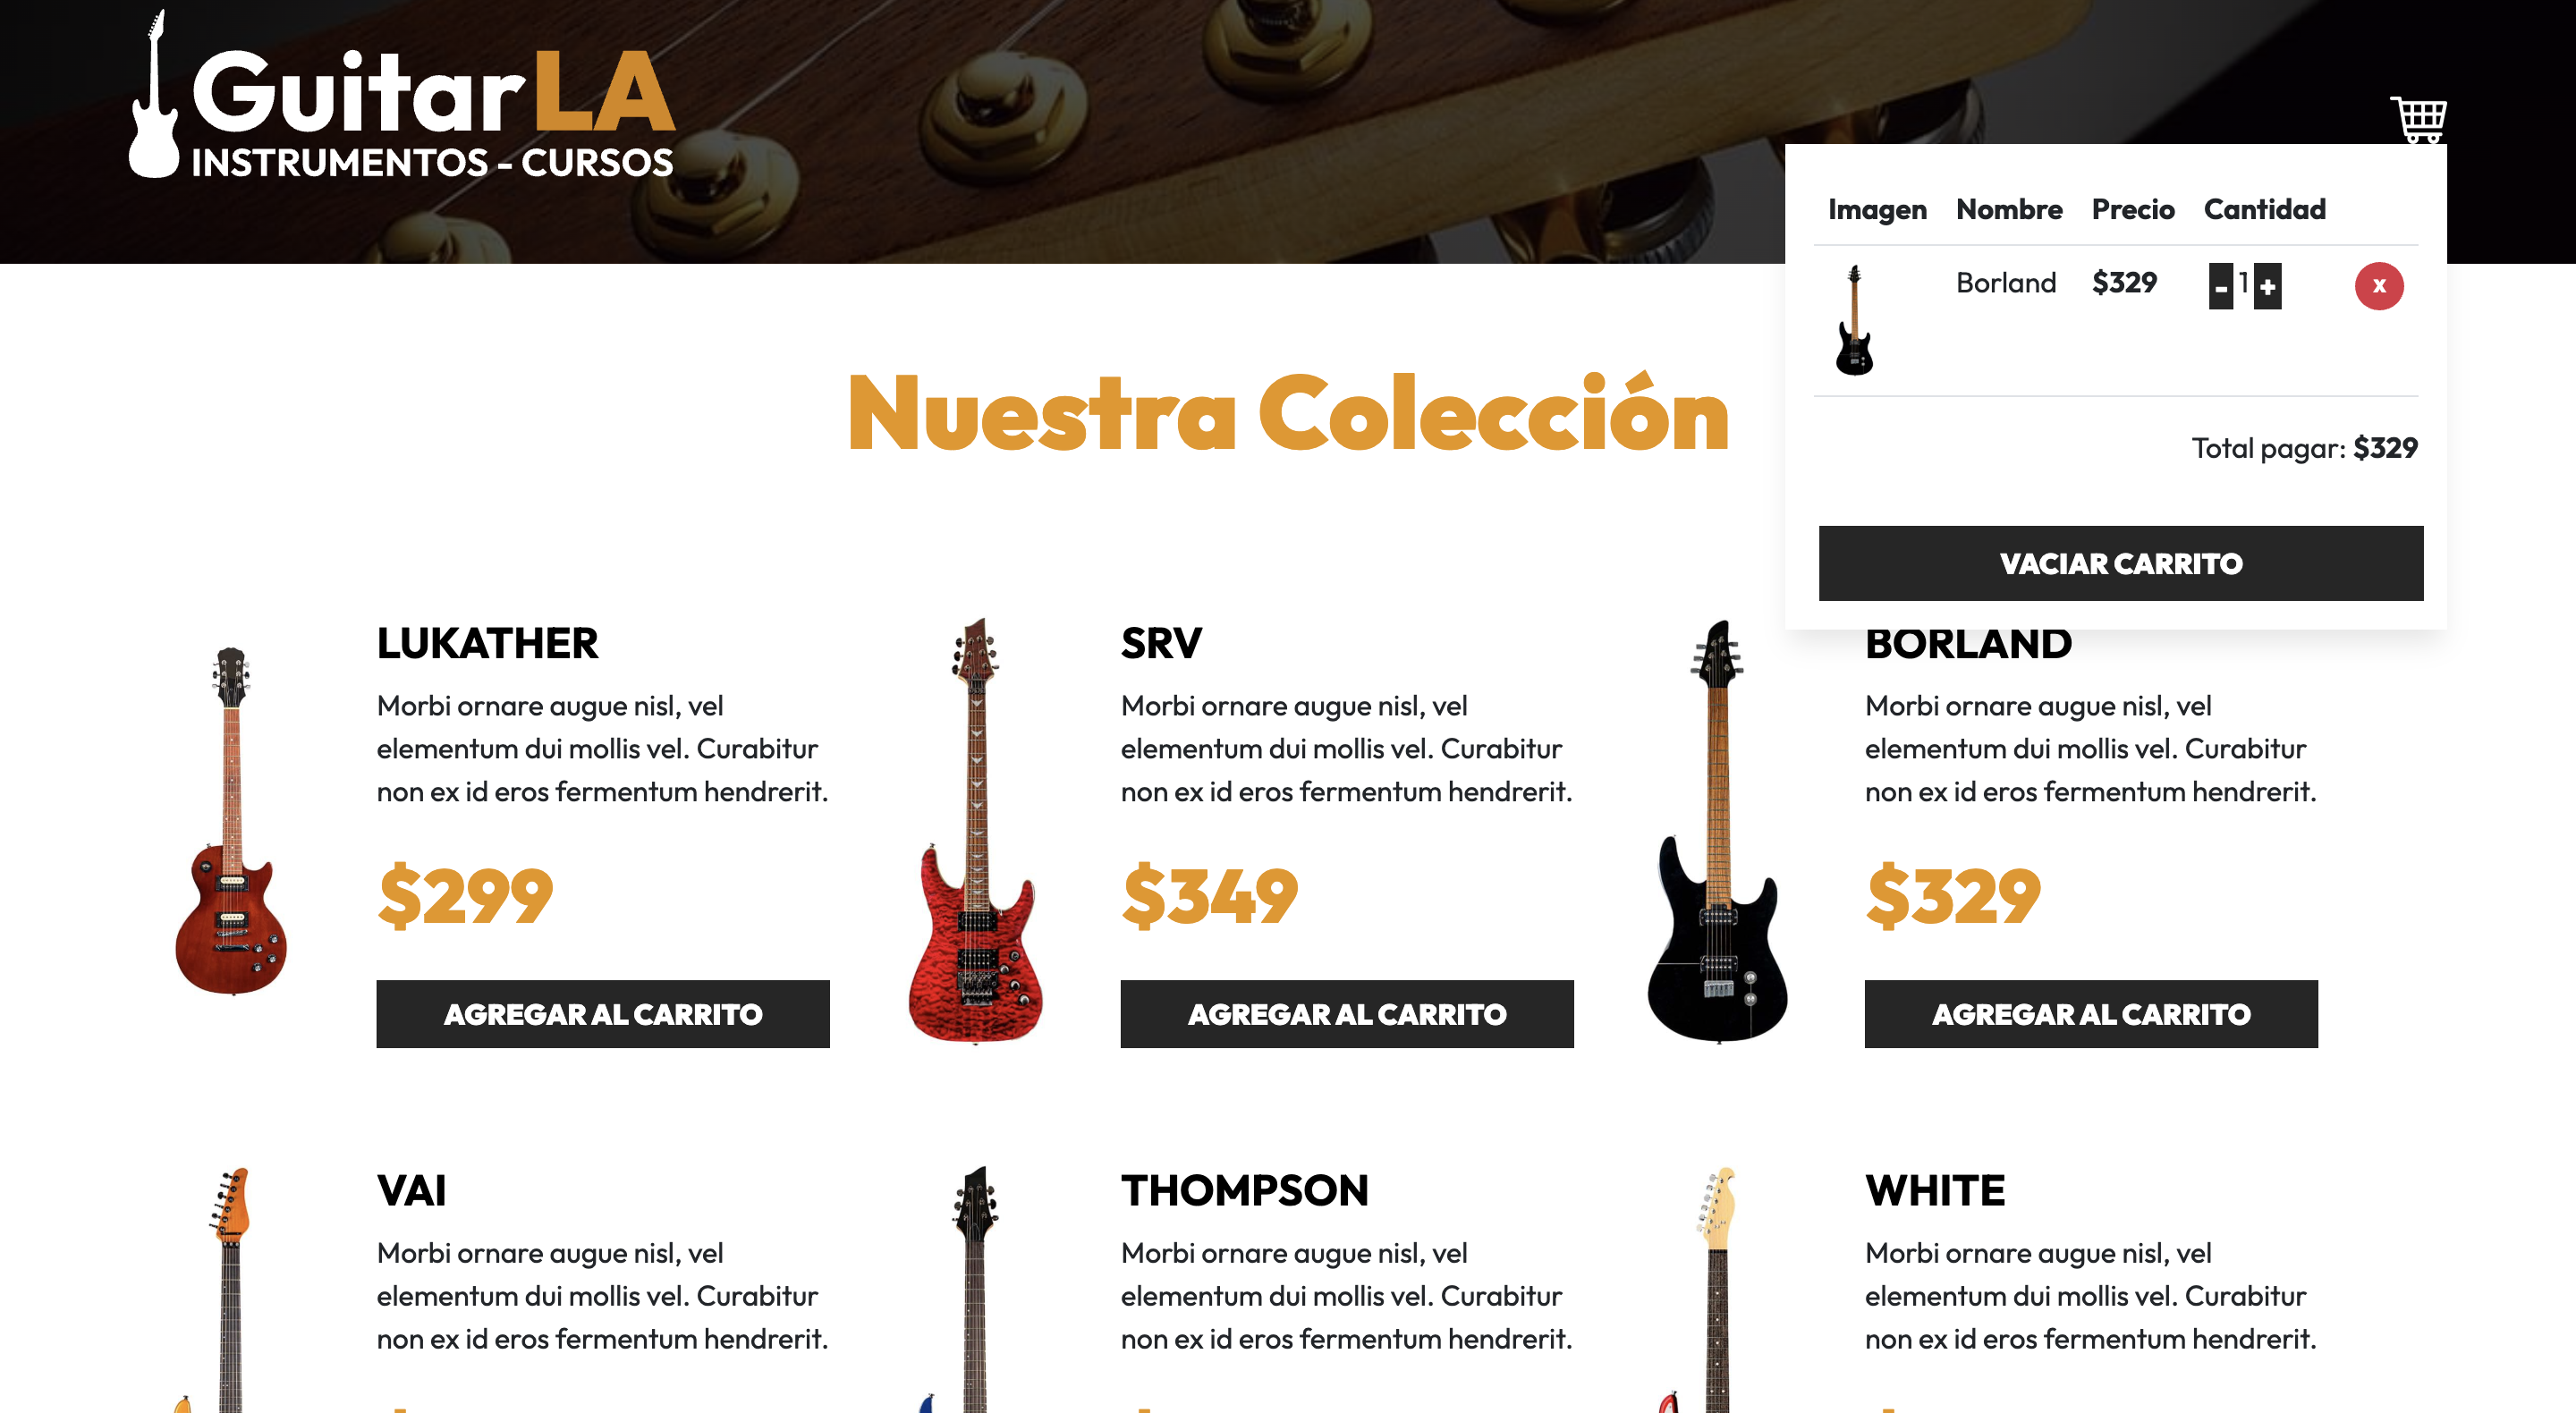 GuitarLA
INSTRUMENTOS - CURSOS
Imagen Nombre Precio Cantidad
Borland $329 - 1 + X
Total pagar: $329
VACIAR CARRITO
Nuestra Colección
LUKATHER
Morbi ornare augue nisl, vel
elementum dui mollis vel. Curabitur
non ex id eros fermentum hendrerit.
$299
AGREGAR AL CARRITO
SRV
Morbi ornare augue nisl, vel
elementum dui mollis vel. Curabitur
non ex id eros fermentum hendrerit.
$349
AGREGAR AL CARRITO
BORLAND
Morbi ornare augue nisl, vel
elementum dui mollis vel. Curabitur
non ex id eros fermentum hendrerit.
$329
AGREGAR AL CARRITO
VAI
Morbi ornare augue nisl, vel
elementum dui mollis vel. Curabitur
non ex id eros fermentum hendrerit.
THOMPSON
Morbi ornare augue nisl, vel
elementum dui mollis vel. Curabitur
non ex id eros fermentum hendrerit.
WHITE
Morbi ornare augue nisl, vel
elementum dui mollis vel. Curabitur
non ex id eros fermentum hendrerit.